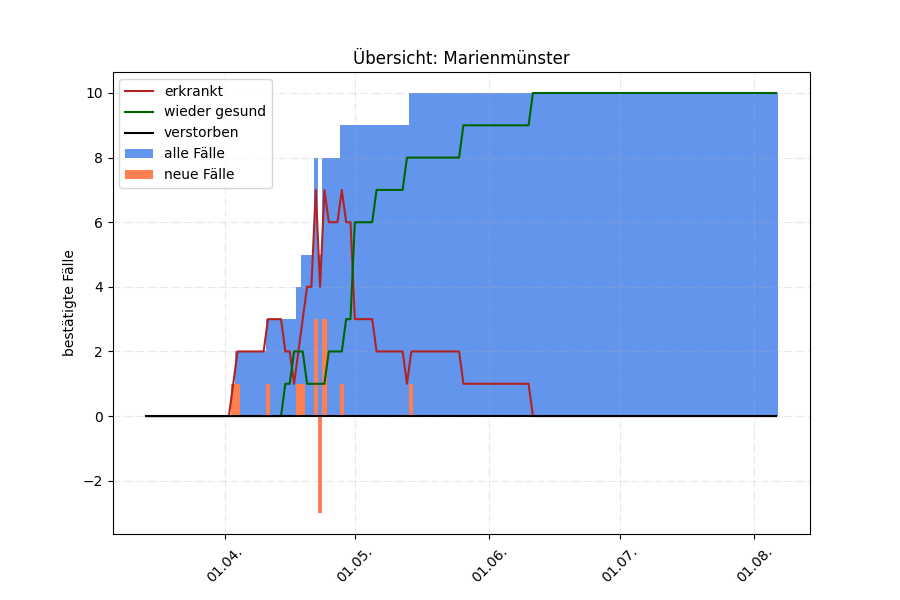 Übersicht: Marienmünster
erkrankt
wieder gesund
verstorben
alle Fälle
neue Fälle
bestätigte Fälle
10
8
6
4
2
0
−2
01.04.
01.05.
01.06.
01.07.
01.08.